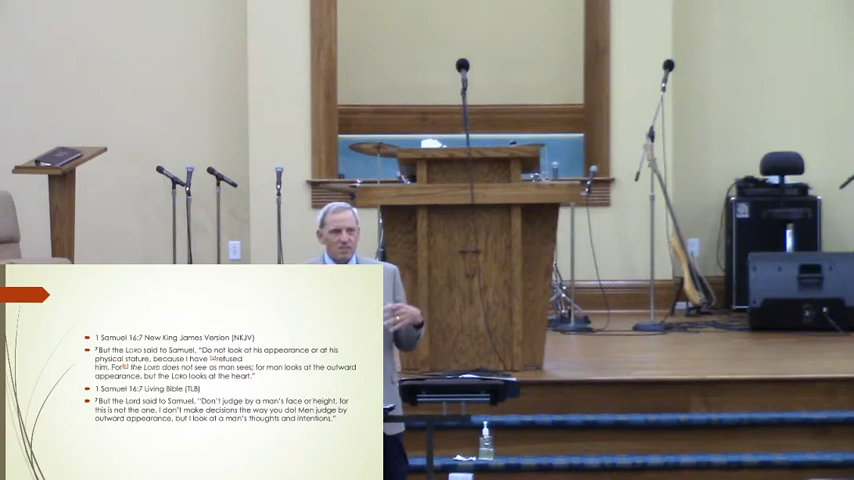 1 Samuel 16:7 New King James Version (NKJV)
7 But the LORD said to Samuel, "Do not look at his appearance or at his
physical stature, because I have [a]refused
him. For[b] the LORD does not see as man sees; for man looks at the outward
appearance, but the LORD looks at the heart."
1 Samuel 16:7 Living Bible (TLB)
7 But the Lord said to Samuel, "Don't judge by a man's face or height, for
this is not the one. I don't make decisions the way you do! Men judge by
outward appearance, but I look at a man's thoughts and intentions."